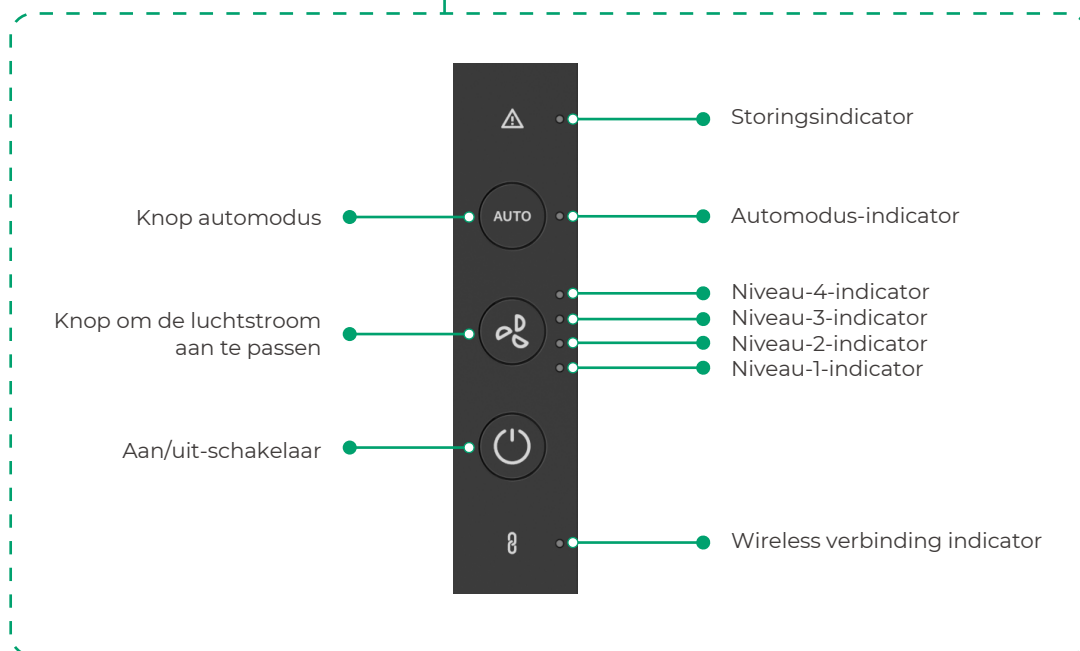 Storingsindicator
Knop automodus
AUTO
Automodus-indicator
Niveau-4-indicator
Niveau-3-indicator
Niveau-2-indicator
Niveau-1-indicator
Knop om de luchtstroom
aan te passen
Aan/uit-schakelaar
Wireless verbinding indicator